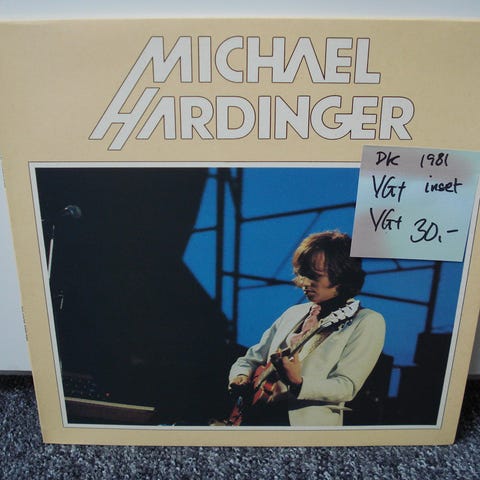 MICHAEL
HARDINGER
DK 1981
VG+ inset
VG+ 30,-